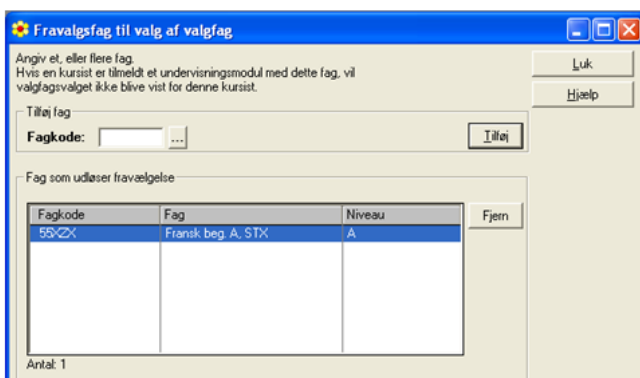 Fravalgsfag til valg af valgfag
Angiv et, eller flere fag.
Hvis en kursist er tilmeldt et undervisningsmodul med dette fag, vil
valgfagsvalget ikke blive vist for denne kursist.
Luk
Hjælp
Tilføj fag
Fagkode:
...
Tilføj
Fag som udløser fravælgelse
Fagkode Fag Niveau
55XZX Fransk beg. A, STX A
Fjern
Antal: 1